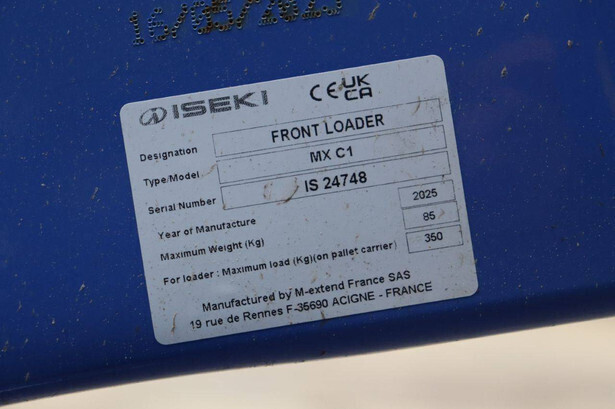 ISEKI CE UK CA
Designation FRONT LOADER
Type/Model MX C1
Serial Number IS 24748
Year of Manufacture 2025
Maximum Weight (Kg) 85
For loader : Maximum load (Kg)(on pallet carrier) 350
Manufactured by M-extend France SAS
19 rue de Rennes F-35690 ACIGNE - FRANCE